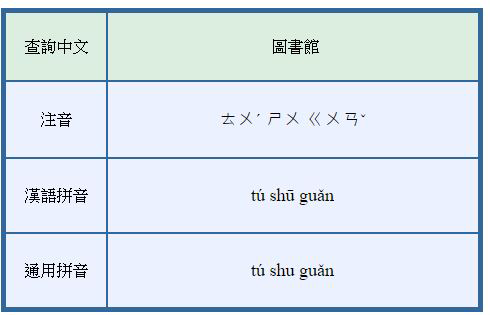 查詢中文 圖書館
注音 ㄊㄨˊ ㄕㄨ ㄍㄨㄢˇ
漢語拼音 tú shū guǎn
通用拼音 tú shu guǎn